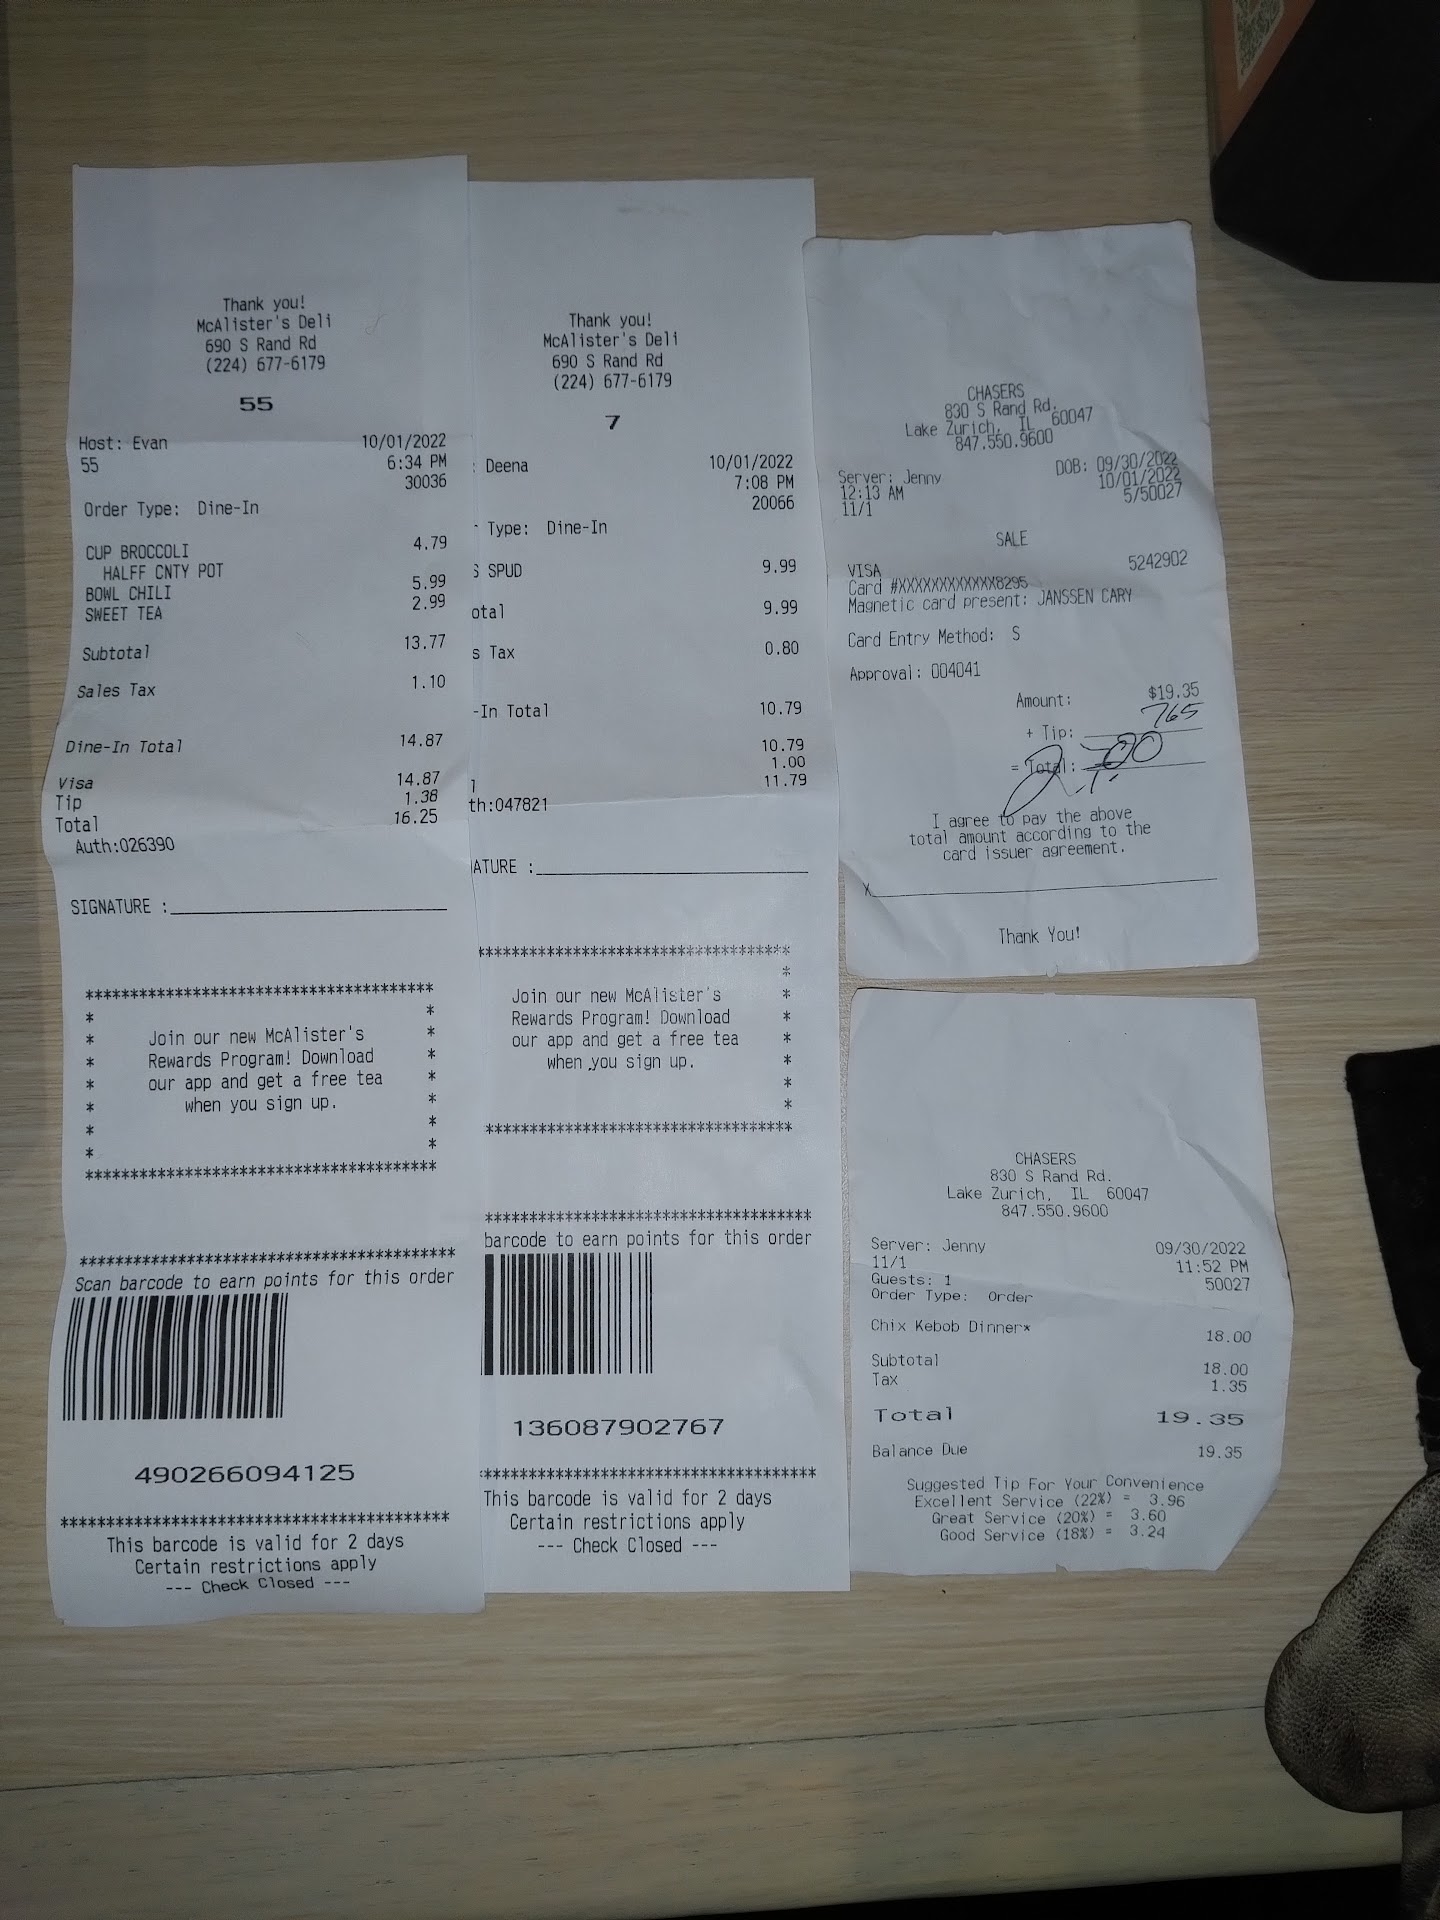 Thank you!
McAlister's Deli
690 S Rand Rd
(224) 677-6179
55
Host: Evan 10/01/2022
55 6:34 PM
30036
Order Type: Dine-In
CUP BROCCOLI 4.79
HALFF CNTY POT
BOWL CHILI 5.99
SWEET TEA 2.99
Subtotal 13.77
Sales Tax 1.10
Dine-In Total 14.87
Visa 14.87
Tip 1.38
Total 16.25
Auth:026390
SIGNATURE :
****************************************
* *
* Join our new McAlister's *
* Rewards Program! Download *
* our app and get a free tea *
* when you sign up. *
* *
* *
****************************************
****************************************
Scan barcode to earn points for this order
490266094125
****************************************
This barcode is valid for 2 days
Certain restrictions apply
--- Check Closed ---
Thank you!
McAlister's Deli
690 S Rand Rd
(224) 677-6179
7
: Deena 10/01/2022
7:08 PM
20066
Type: Dine-In
S SPUD 9.99
otal 9.99
s Tax 0.80
-In Total 10.79
10.79
1.00
11.79
th:047821
ATURE :
************************************
*
Join our new McAlister's *
Rewards Program! Download *
our app and get a free tea *
when you sign up. *
*
*
************************************
**************************************
barcode to earn points for this order
136087902767
**************************************
This barcode is valid for 2 days
Certain restrictions apply
--- Check Closed ---
CHASERS
830 S Rand Rd.
Lake Zurich, IL 60047
847.550.9600
Server: Jenny DOB: 09/30/2022
12:13 AM 10/01/2022
11/1 5/50027
SALE
VISA 5242902
Card #XXXXXXXXXXXX8295
Magnetic card present: JANSSEN CARY
Card Entry Method: S
Approval: 004041
Amount: $19.35
+ Tip: 765
= Total:
I agree to pay the above
total amount according to the
card issuer agreement.
X
Thank You!
CHASERS
830 S Rand Rd.
Lake Zurich, IL 60047
847.550.9600
Server: Jenny 09/30/2022
11/1 11:52 PM
Guests: 1 50027
Order Type: Order
Chix Kebob Dinner* 18.00
Subtotal 18.00
Tax 1.35
Total 19.35
Balance Due 19.35
Suggested Tip For Your Convenience
Excellent Service (22%) = 3.96
Great Service (20%) = 3.60
Good Service (18%) = 3.24